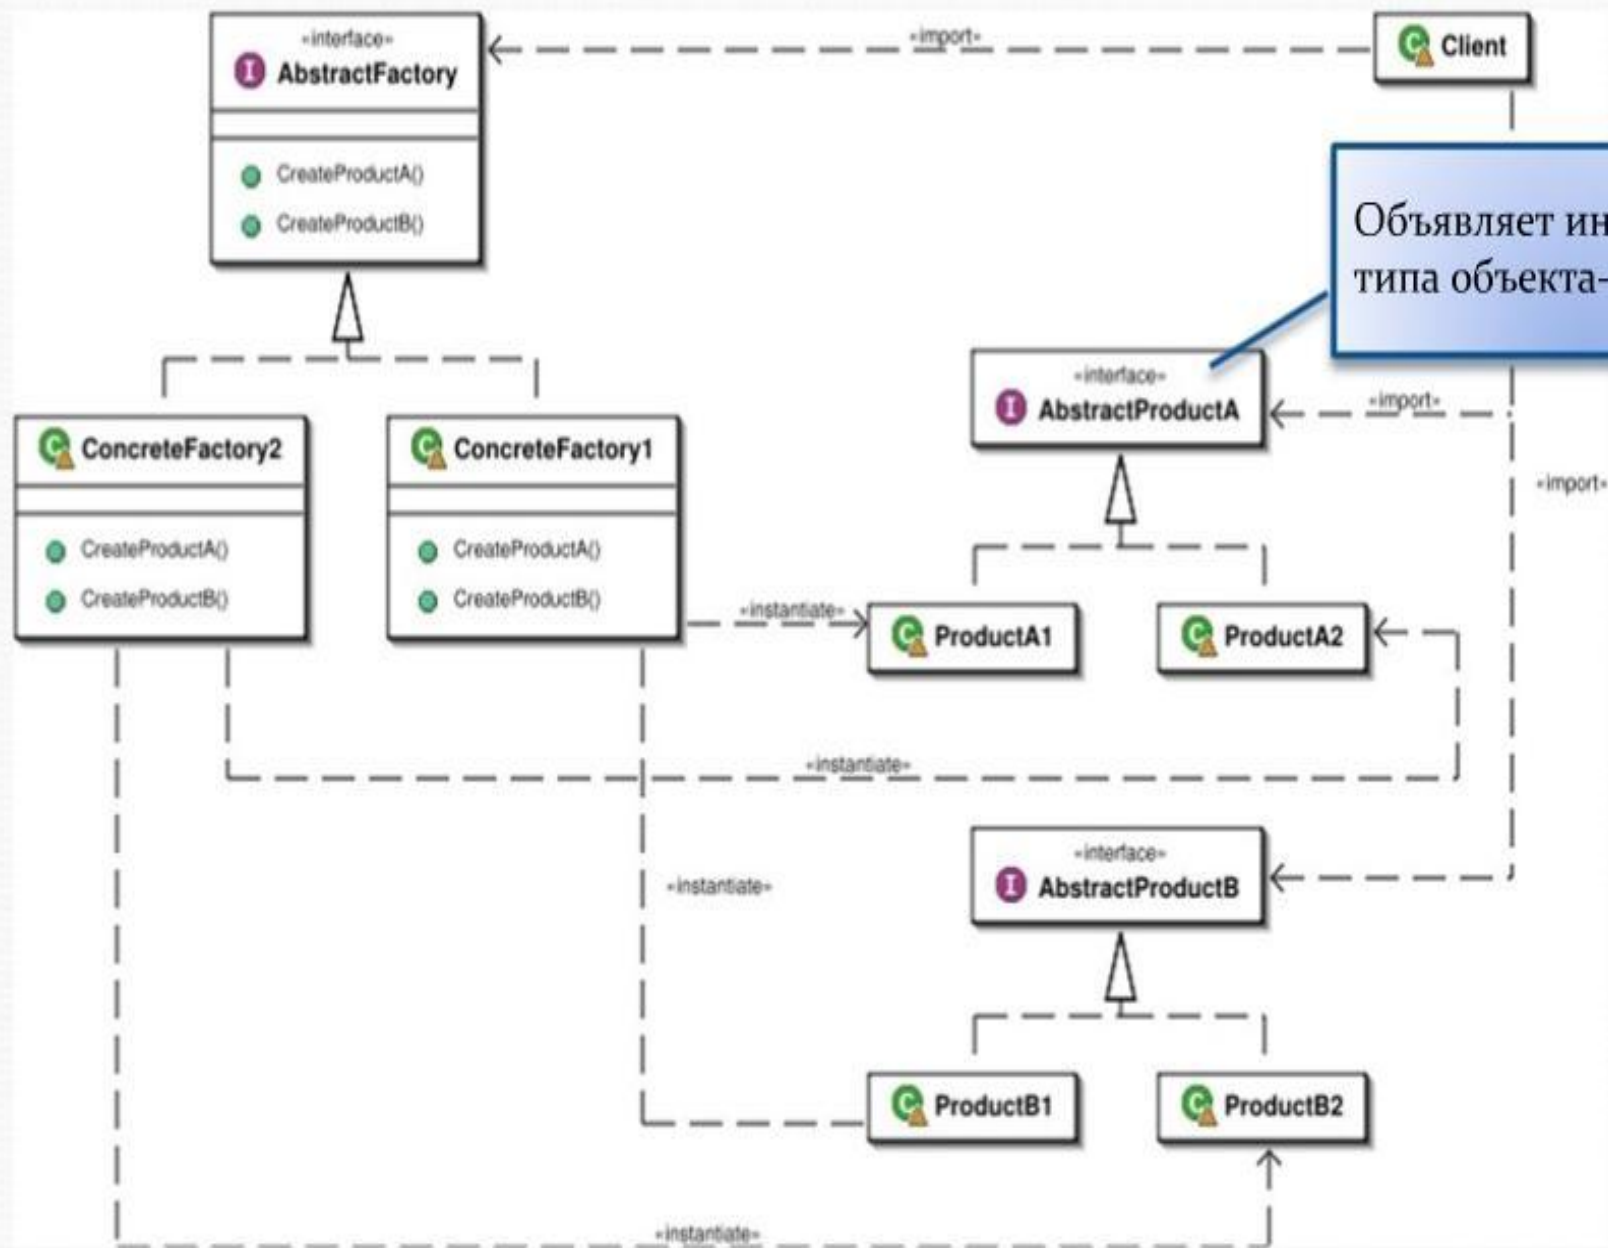 «interface»
AbstractFactory
CreateProductA()
CreateProductB()
«import»
Client
Объявляет
типа объекта-
«interface»
AbstractProductA
«import»
«import»
ConcreteFactory2
CreateProductA()
CreateProductB()
ConcreteFactory1
CreateProductA()
CreateProductB()
«instantiate»
ProductA1
ProductA2
«instantiate»
«interface»
AbstractProductB
«instantiate»
ProductB1
ProductB2
«instantiate»